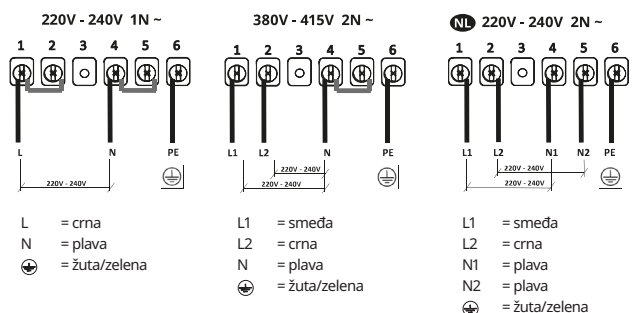 220V - 240V 1N ~
1 2 3 4 5 6
L N PE
220V - 240V
L = crna
N = plava
= žuta/zelena
380V - 415V 2N ~
1 2 3 4 5 6
L1 L2 N PE
220V - 240V
220V - 240V
L1 = smeđa
L2 = crna
N = plava
= žuta/zelena
NL 220V - 240V 2N ~
1 2 3 4 5 6
L1 L2 N1 N2 PE
220V - 240V
220V - 240V
L1 = smeđa
L2 = crna
N1 = plava
N2 = plava
= žuta/zelena